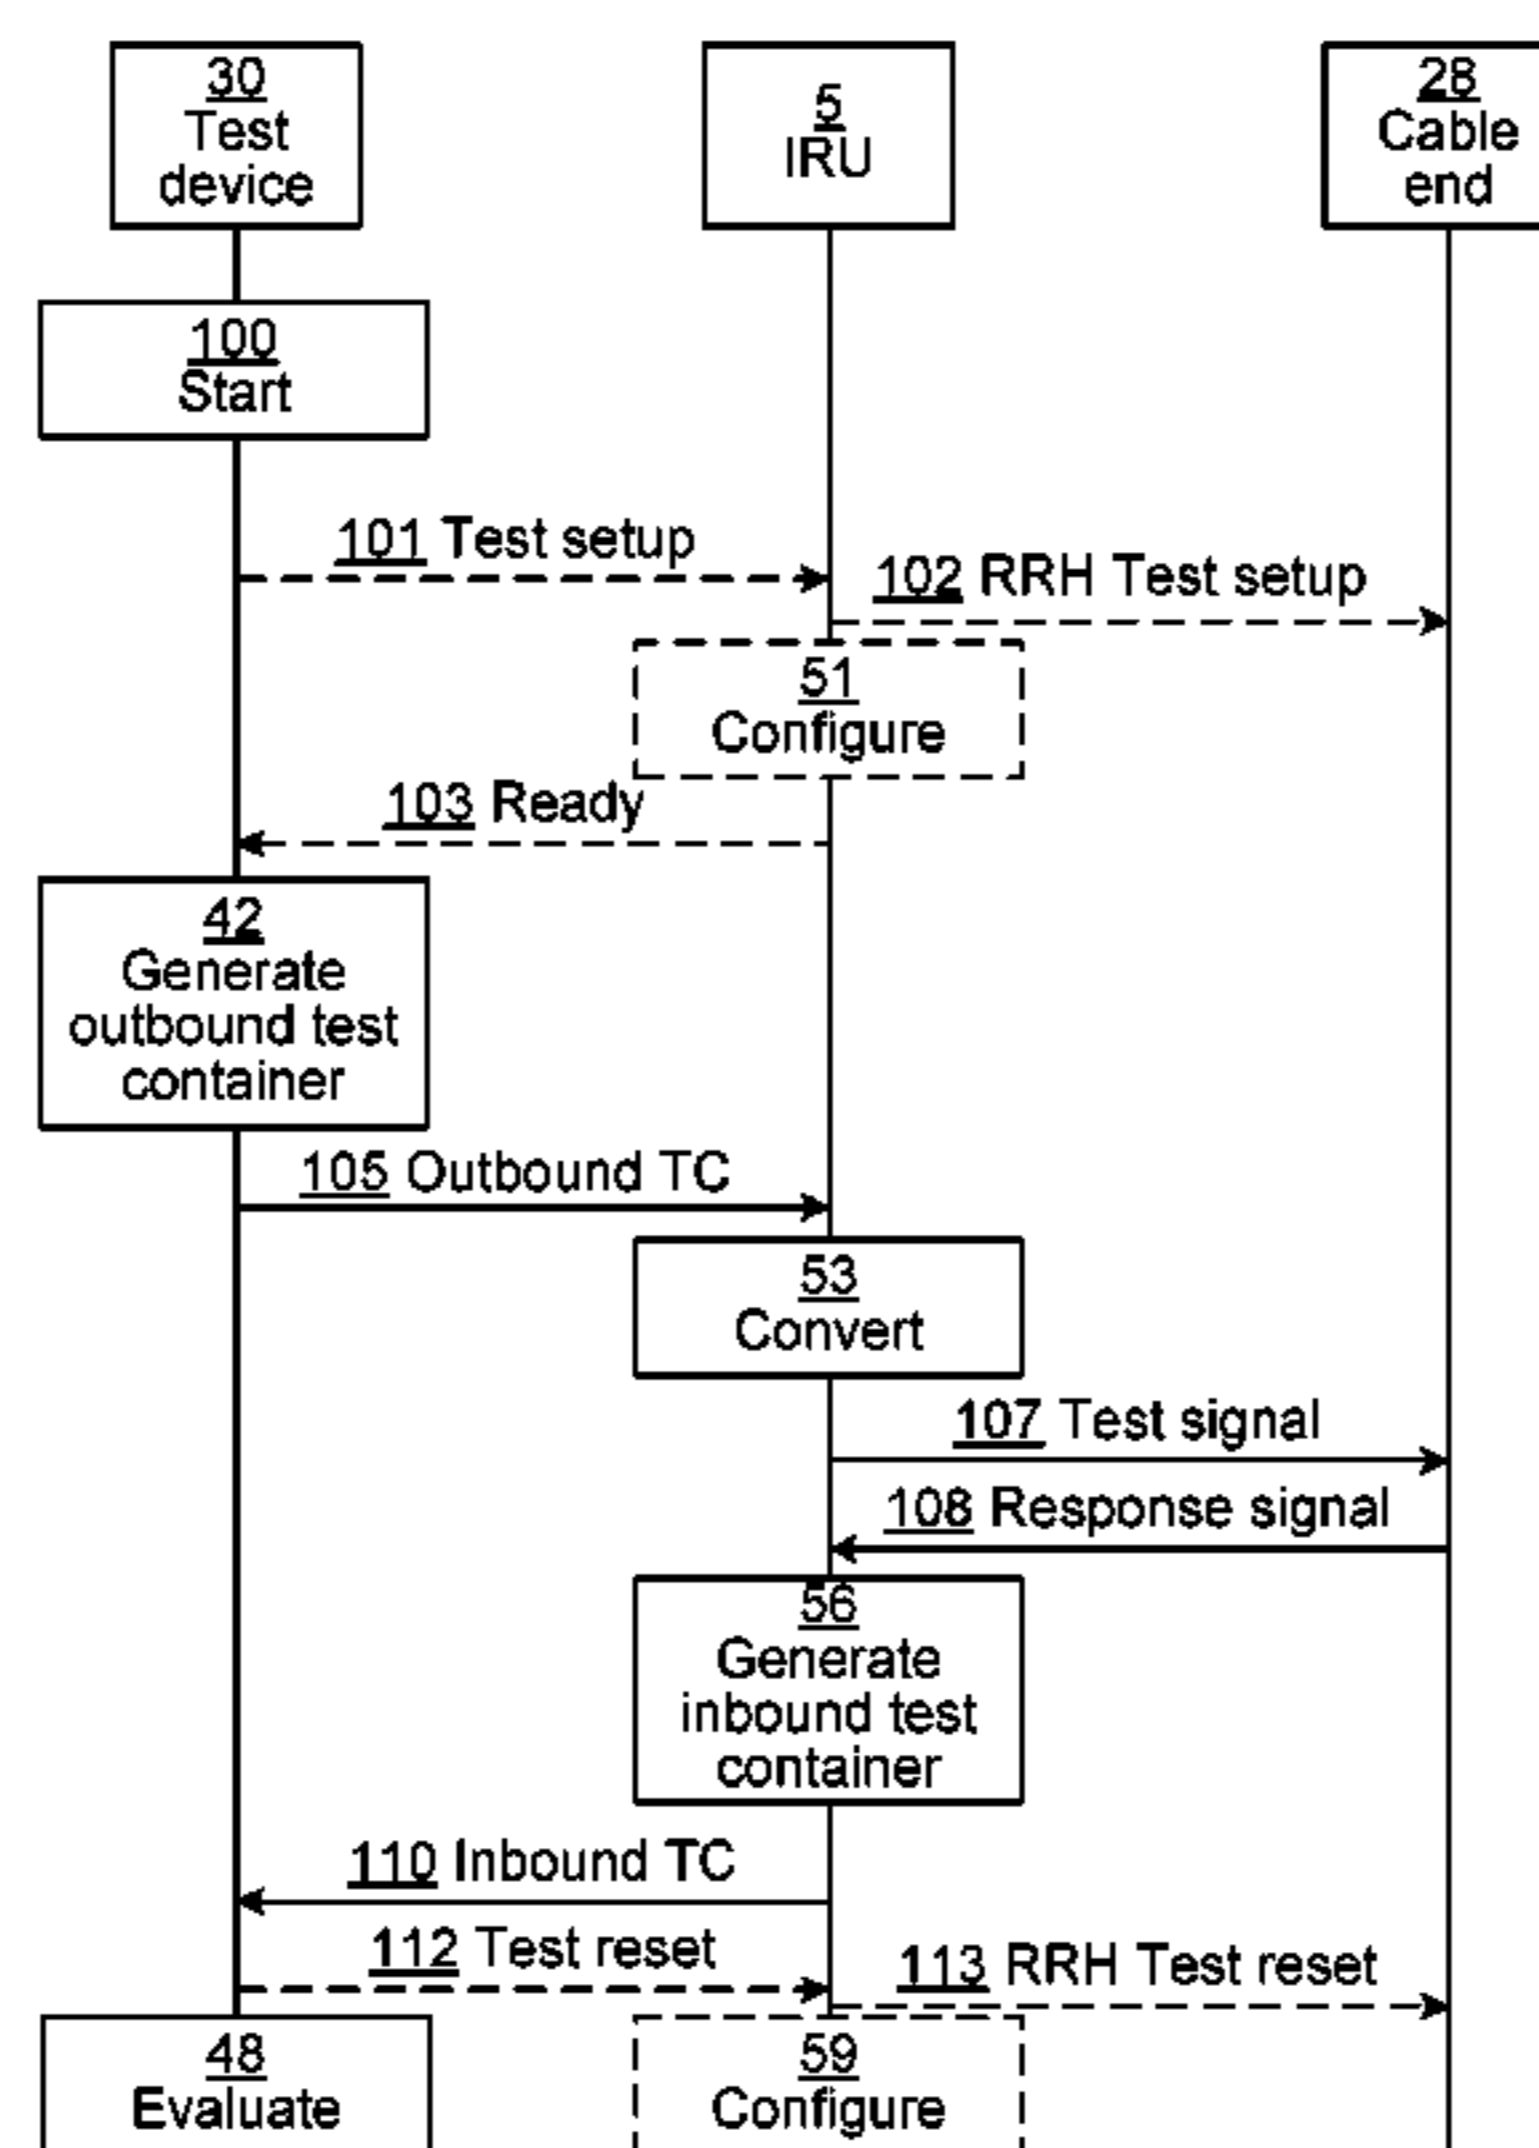 30
Test
device
5
IRU
28
Cable
end
100
Start
101 Test setup
102 RRH Test setup
51
Configure
103 Ready
42
Generate
outbound test
container
105 Outbound TC
53
Convert
107 Test signal
108 Response signal
56
Generate
inbound test
container
110 Inbound TC
112 Test reset
113 RRH Test reset
48
Evaluate
59
Configure